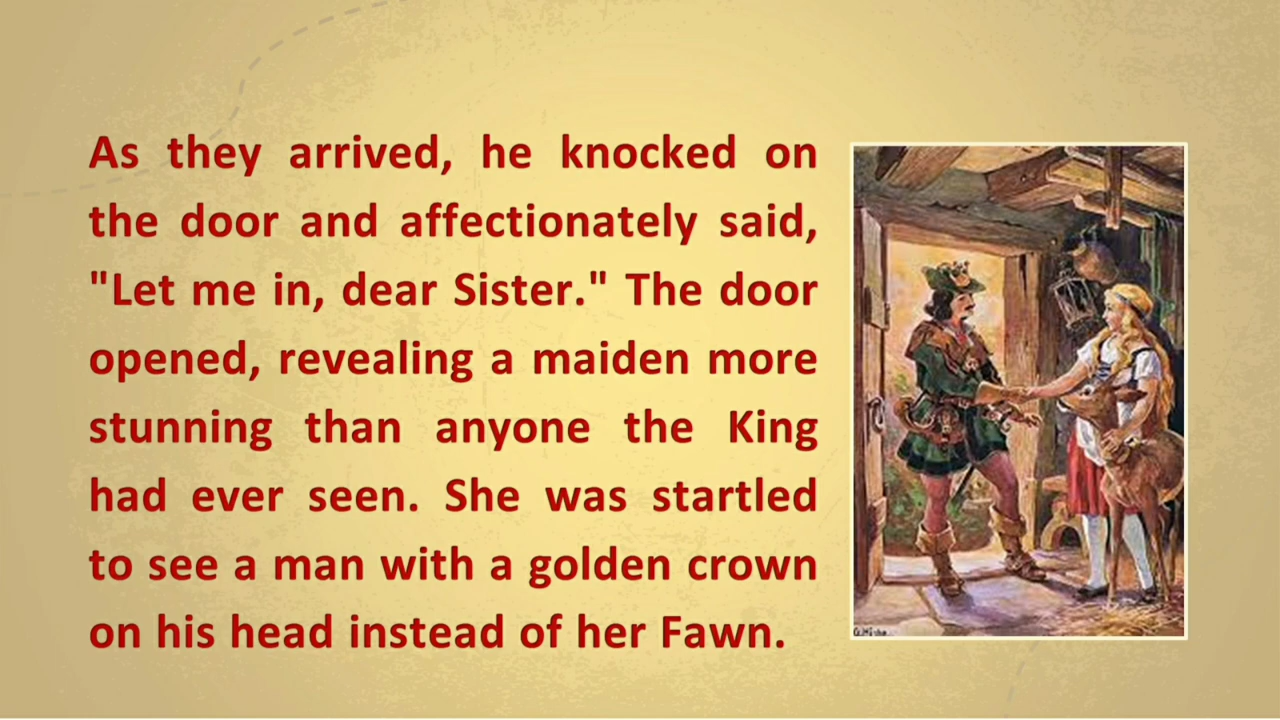 As they arrived, he knocked on
the door and affectionately said,
"Let me in, dear Sister." The door
opened, revealing a maiden more
stunning than anyone the King
had ever seen. She was startled
to see a man with a golden crown
on his head instead of her Fawn.